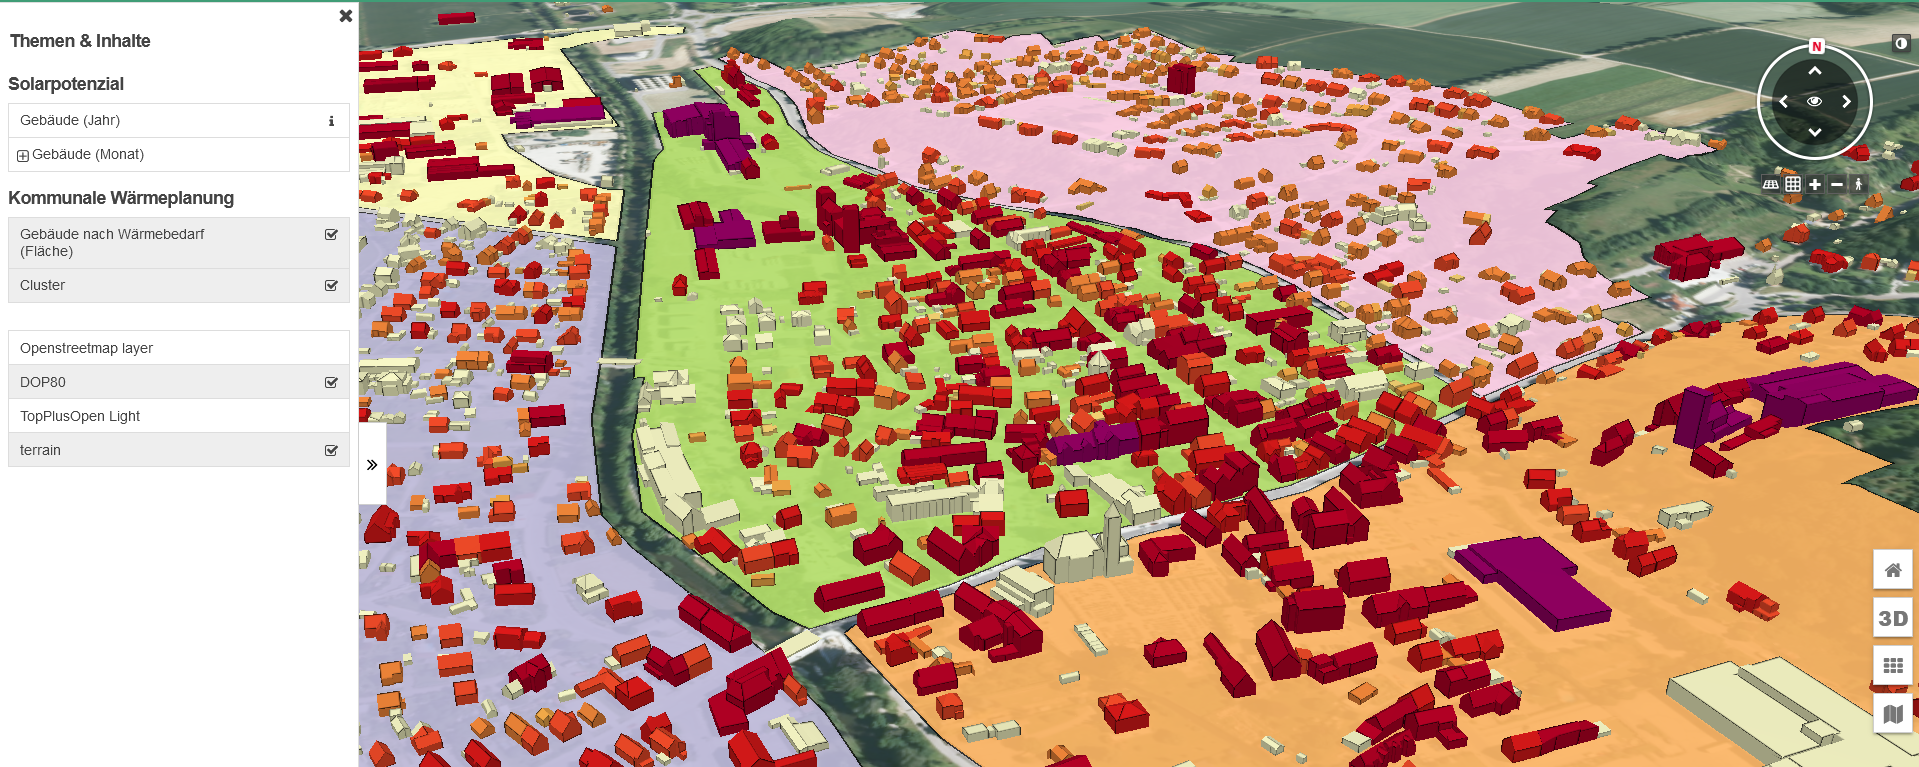 Themen & Inhalte
Solarpotenzial
Gebäude (Jahr)
Gebäude (Monat)
Kommunale Wärmeplanung
Gebäude nach Wärmebedarf
(Fläche)
Cluster
Openstreetmap layer
DOP80
TopPlusOpen Light
terrain
N
3D